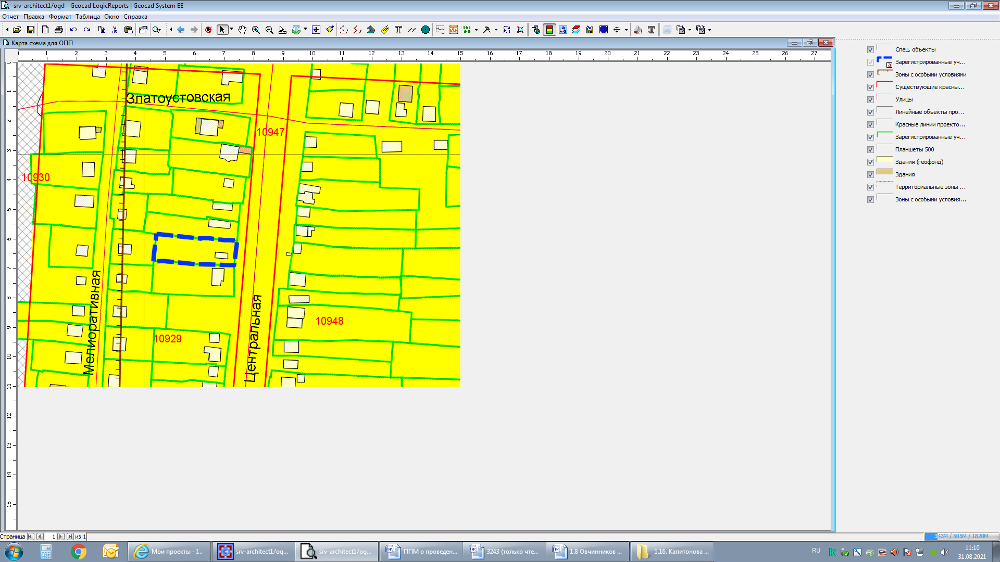 srv-architect1/ogd - Geocad LogicReports | Geocad System EE
Отчет Правка Формат Таблица Окно Справка
Карта схема для ОПП
0 1 2 3 4 5 6 7 8 9 10 11 12 13 14 15 16 17 18 19 20 21 22 23 24 25 26 27
0
1
2
3
4
5
6
7
8
9
10
11
12
13
14
15
Златоустовская
10947
10930
Мелиоративная
Центральная
10948
10929
Спец. объекты
а
Зарегистрированные уч...
Зоны с особыми условиями
Существующие красны...
Улицы
Линейные объекты про...
Красные линии проекто...
Зарегистрированные уч...
Планшеты 500
Здания (геофонд)
Здания
Территориальные зоны ...
Зоны с особыми условия...
Страница 1 из 1
343M / 505M / 1820M
Мои проекты - I...
srv-architect1/og...
srv-architect1/og...
ППМ о проведен...
3243 (только чте...
1.8 Овчинников ...
1.16. Капитонова ...
RU
11:10
31.08.2021